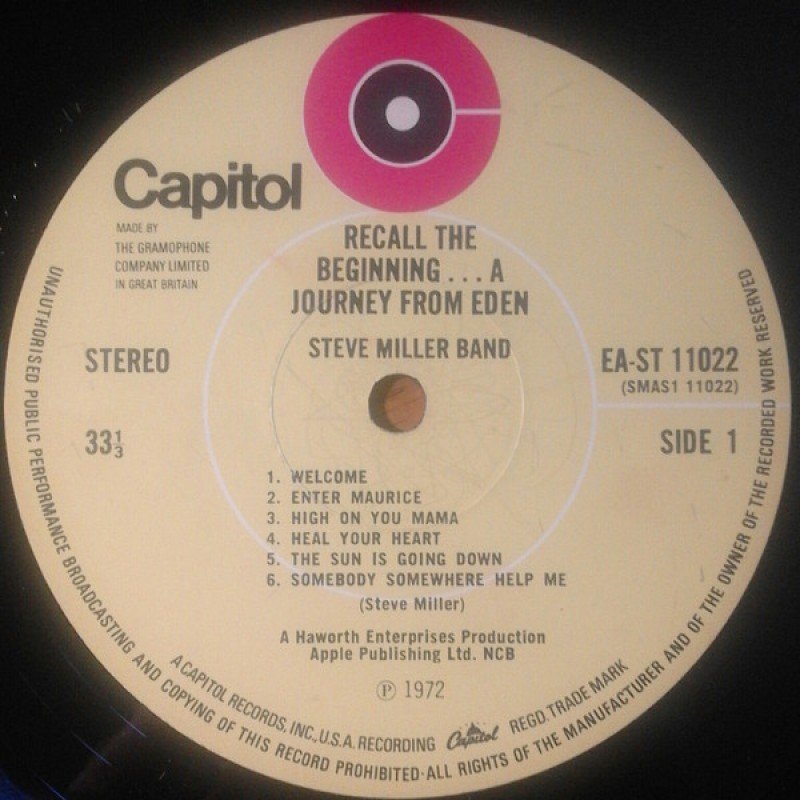 Capitol
MADE BY
THE GRAMOPHONE
COMPANY LIMITED
IN GREAT BRITAIN
RECALL THE
BEGINNING...A
JOURNEY FROM EDEN
STEVE MILLER BAND
STEREO
EA-ST 11022
(SMAS1 11022)
33⅓
SIDE 1
1. WELCOME
2. ENTER MAURICE
3. HIGH ON YOU MAMA
4. HEAL YOUR HEART
5. THE SUN IS GOING DOWN
6. SOMEBODY SOMEWHERE HELP ME
(Steve Miller)
A Haworth Enterprises Production
Apple Publishing Ltd. NCB
Ⓟ 1972
A CAPITOL RECORDS, INC., U.S.A. RECORDING Capitol REGD. TRADE MARK
UNAUTHORISED PUBLIC PERFORMANCE BROADCASTING AND COPYING OF THIS RECORD PROHIBITED·ALL RIGHTS OF THE MANUFACTURER AND OF THE OWNER OF THE RECORDED WORK RESERVED